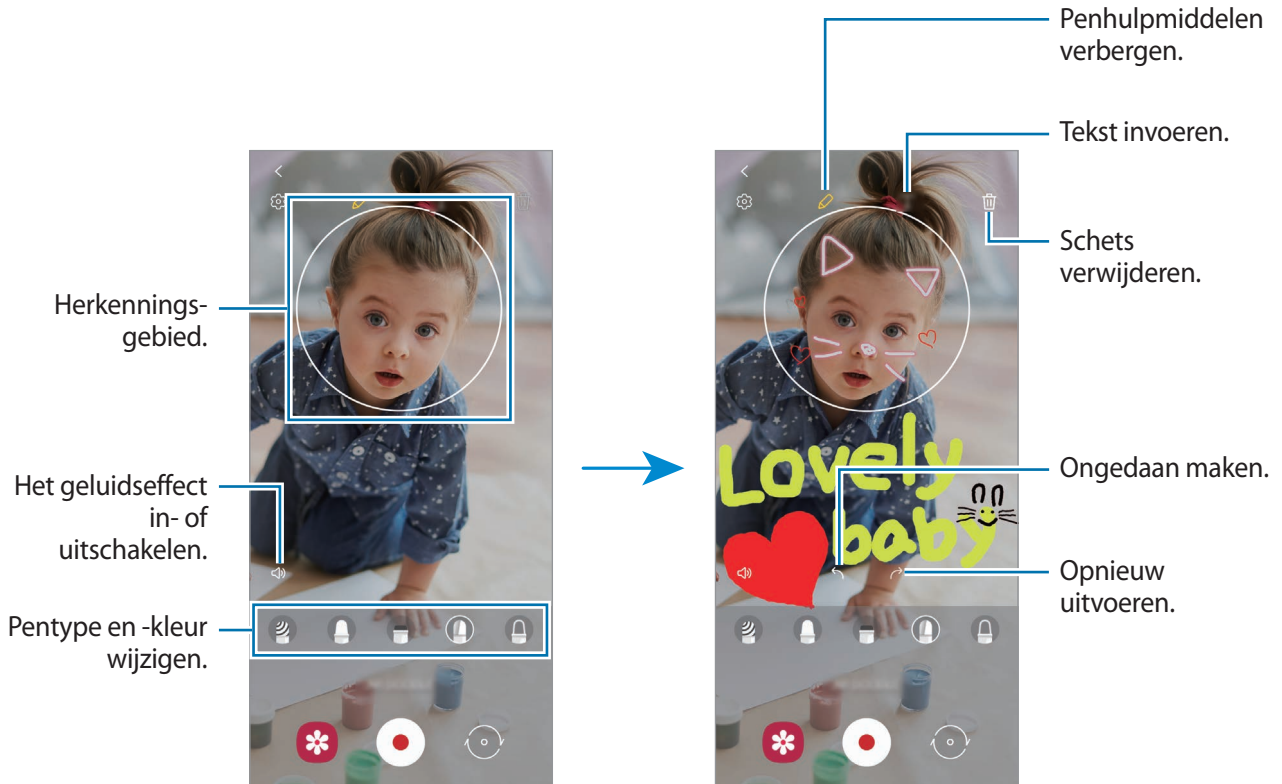 Penhulpmiddelen
verbergen.
Tekst invoeren.
Schets
verwijderen.
Herkennings-
gebied.
Lovely
baby
Ongedaan maken.
Het geluidseffect
in- of
uitschakelen.
Opnieuw
uitvoeren.
Pentype en -kleur
wijzigen.